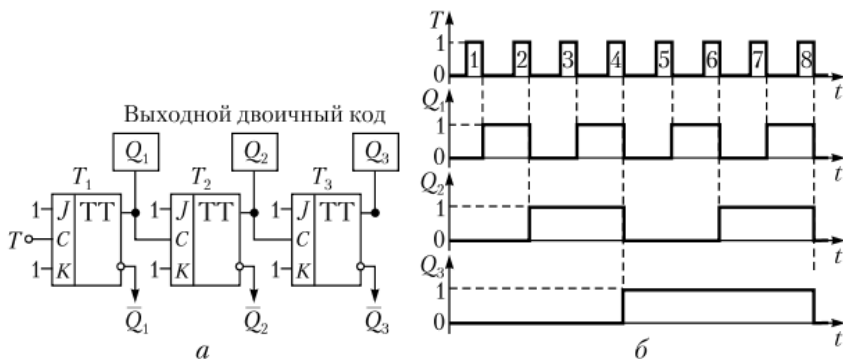 Выходной двоичный код
Q1 Q2 Q3
T1 T2 T3
1 J TT 1 J TT 1 J TT
T C C C
1 K 1 K 1 K
Q̅1 Q̅2 Q̅3
а
T
1
0
1 2 3 4 5 6 7 8
t
Q1
1
0
t
Q2
1
0
t
Q3
1
0
t
б